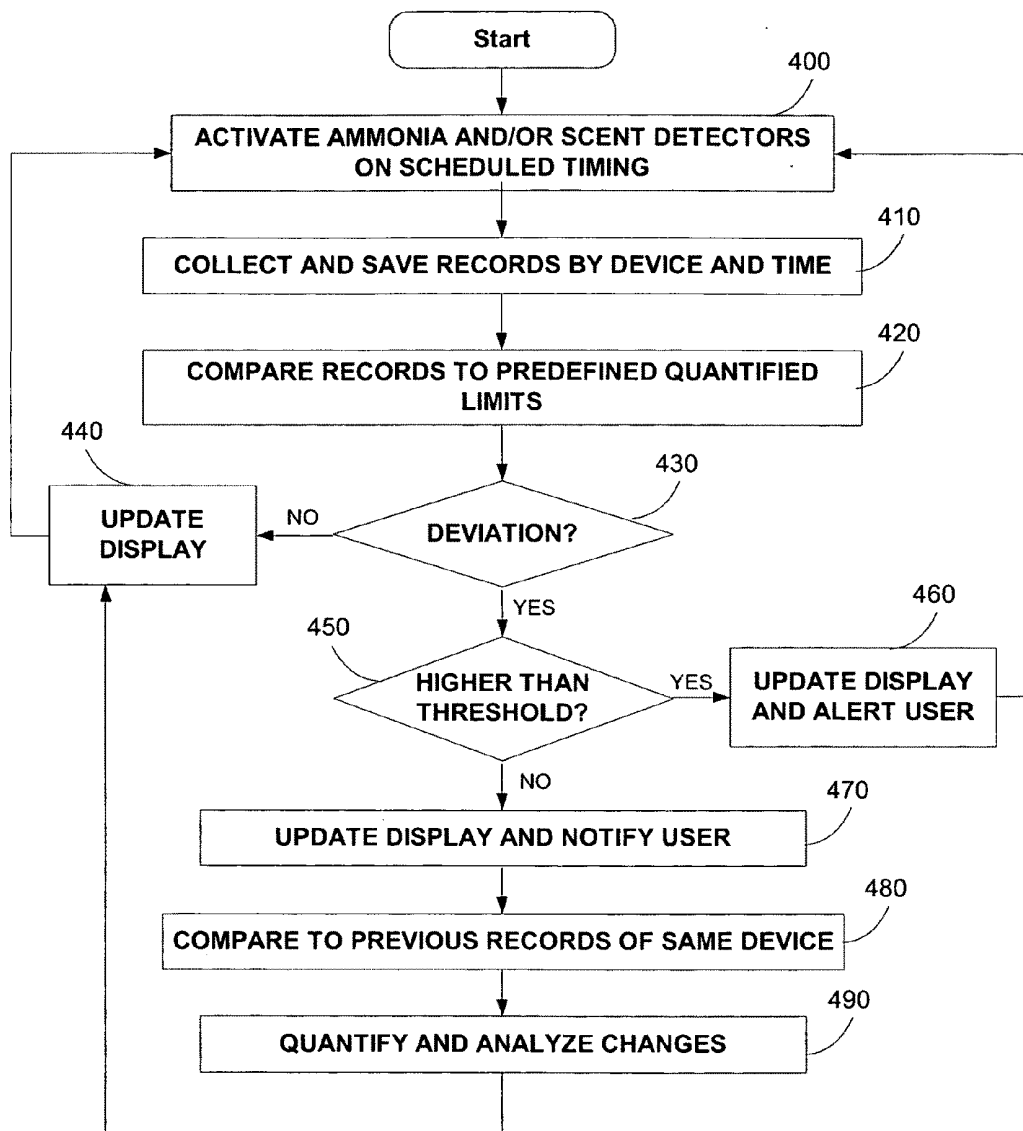 Start
400
ACTIVATE AMMONIA AND/OR SCENT DETECTORS
ON SCHEDULED TIMING
410
COLLECT AND SAVE RECORDS BY DEVICE AND TIME
420
COMPARE RECORDS TO PREDEFINED QUANTIFIED
LIMITS
440
430
UPDATE
DISPLAY
NO
DEVIATION?
YES
460
450
HIGHER THAN
THRESHOLD?
YES
UPDATE DISPLAY
AND ALERT USER
NO
470
UPDATE DISPLAY AND NOTIFY USER
480
COMPARE TO PREVIOUS RECORDS OF SAME DEVICE
490
QUANTIFY AND ANALYZE CHANGES